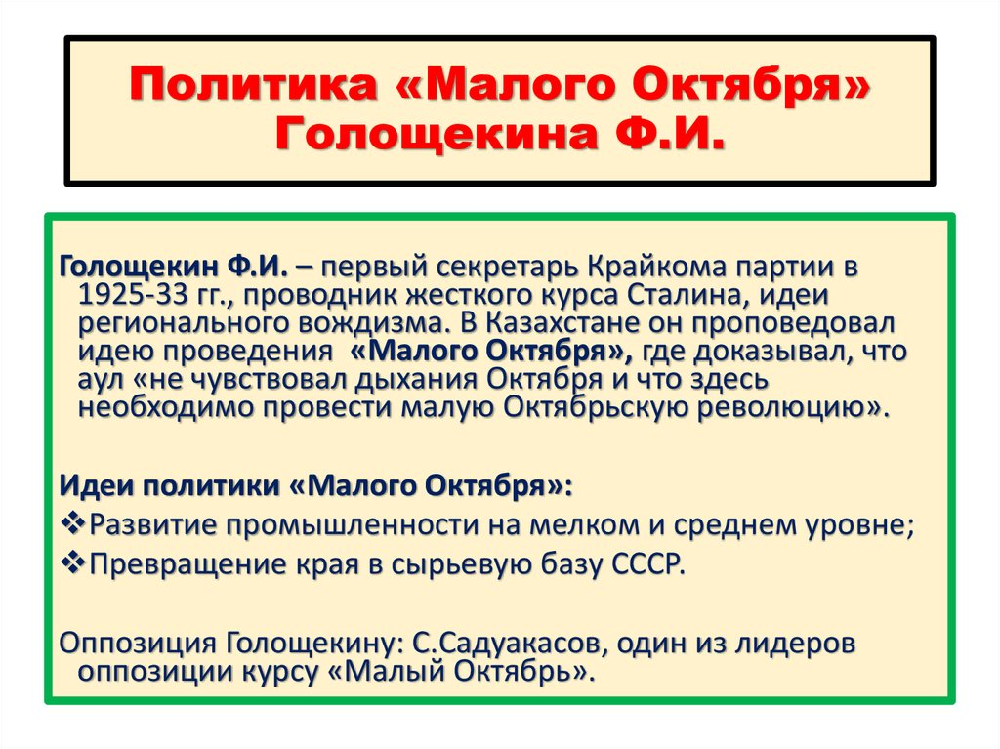 Политика «Малого Октября»
Голощекина Ф.И.
Голощекин Ф.И. – первый секретарь Крайкома партии в
1925-33 гг., проводник жесткого курса Сталина, идеи
регионального вождизма. В Казахстане он проповедовал
идею проведения «Малого Октября», где доказывал, что
аул «не чувствовал дыхания Октября и что здесь
необходимо провести малую Октябрьскую революцию».
Идеи политики «Малого Октября»:
❖Развитие промышленности на мелком и среднем уровне;
❖Превращение края в сырьевую базу СССР.
Оппозиция Голощекину: С.Садуакасов, один из лидеров
оппозиции курсу «Малый Октябрь».